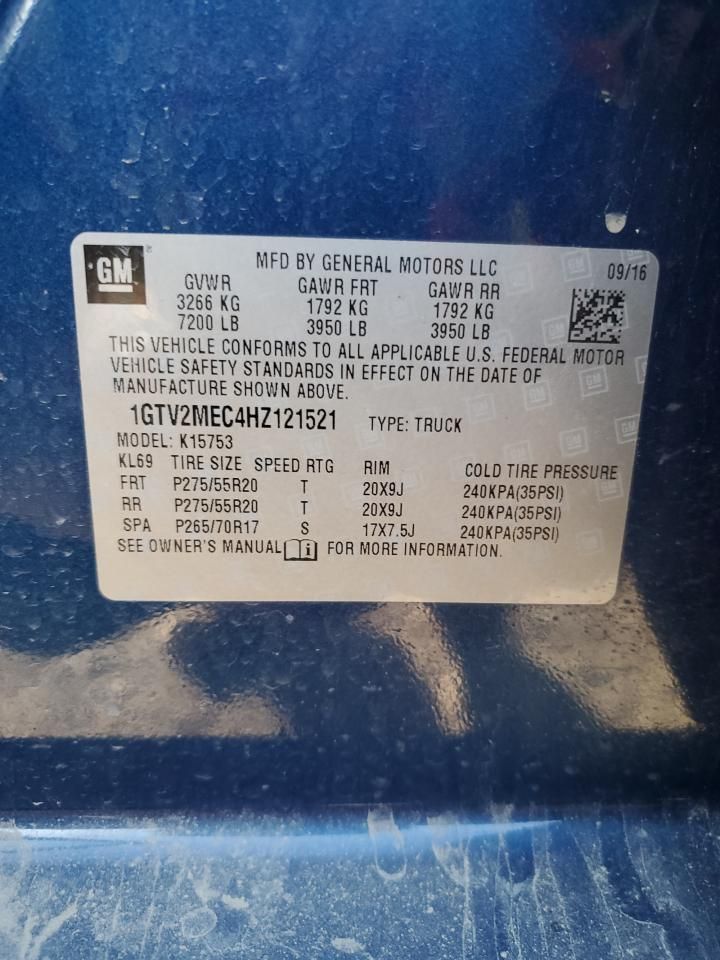 GM
MFD BY GENERAL MOTORS LLC 09/16
GVWR GAWR FRT GAWR RR
3266 KG 1792 KG 1792 KG
7200 LB 3950 LB 3950 LB
THIS VEHICLE CONFORMS TO ALL APPLICABLE U.S. FEDERAL MOTOR
VEHICLE SAFETY STANDARDS IN EFFECT ON THE DATE OF
MANUFACTURE SHOWN ABOVE.
1GTV2MEC4HZ121521 TYPE: TRUCK
MODEL: K15753
KL69 TIRE SIZE SPEED RTG RIM COLD TIRE PRESSURE
FRT P275/55R20 T 20X9J 240KPA(35PSI)
RR P275/55R20 T 20X9J 240KPA(35PSI)
SPA P265/70R17 S 17X7.5J 240KPA(35PSI)
SEE OWNER'S MANUAL i FOR MORE INFORMATION.